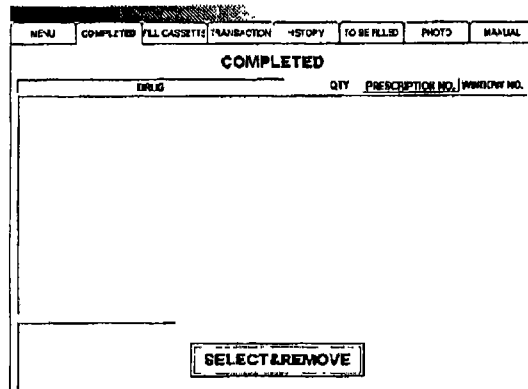 MENU COMPLETED FILL CASSETTE TRANSACTION HISTORY TO BE FILLED PHOTO MANUAL
COMPLETED
DRUG QTY PRESCRIPTION NO. WINDOW NO.
SELECT&REMOVE